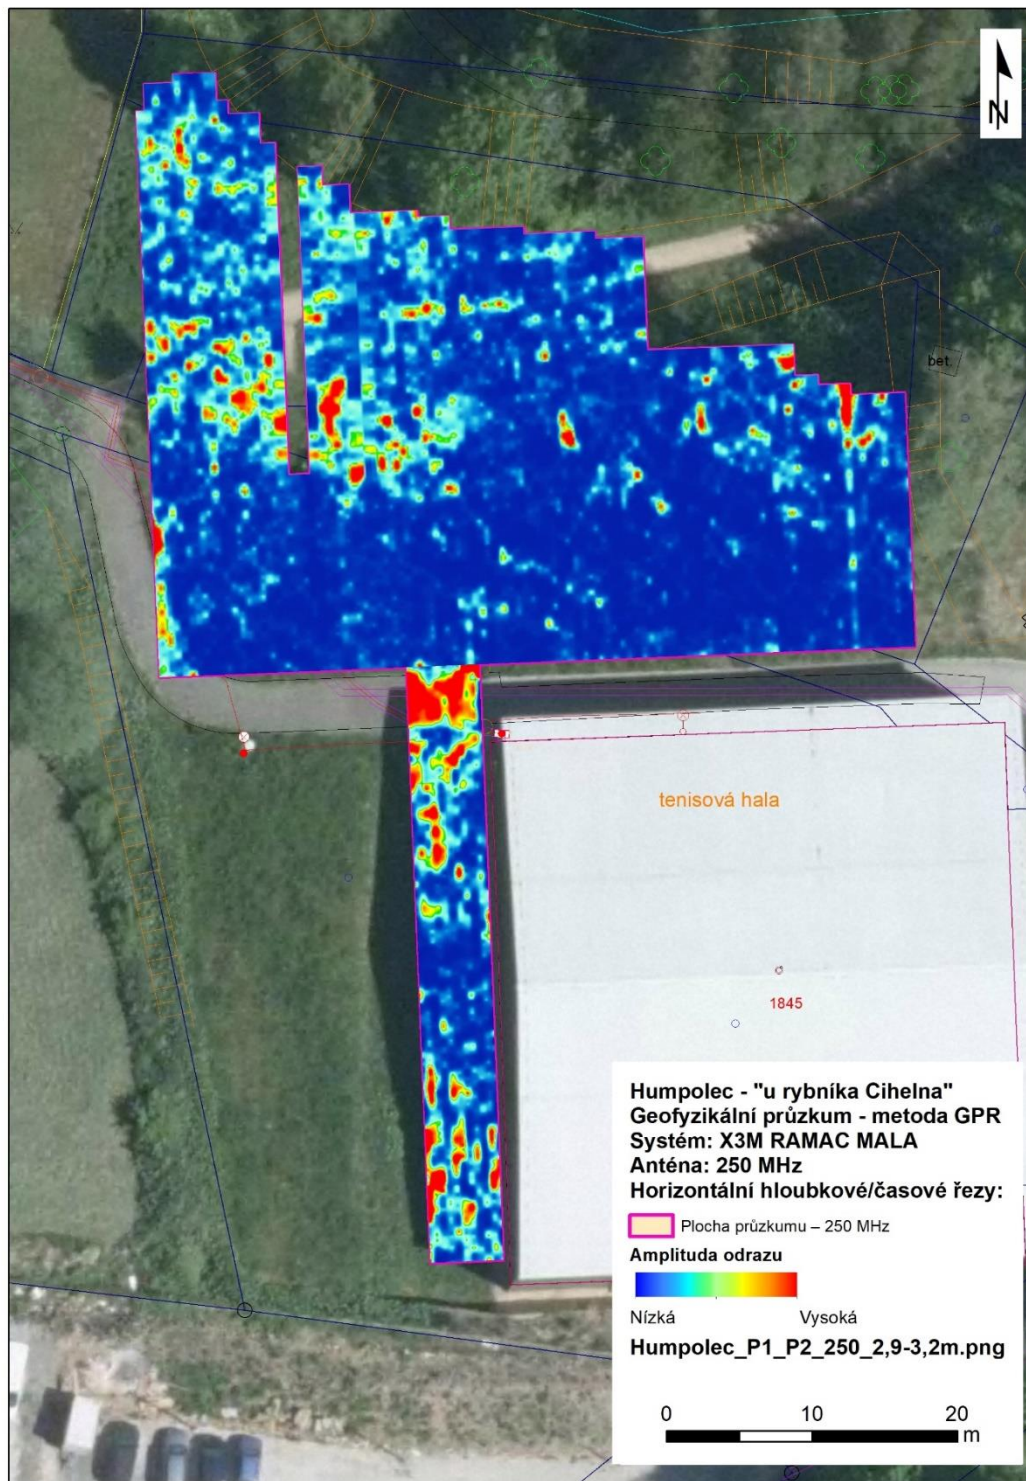 N
bet.
tenisová hala
1845
Humpolec - "u rybníka Cihelna"
Geofyzikální průzkum - metoda GPR
Systém: X3M RAMAC MALA
Anténa: 250 MHz
Horizontální hloubkové/časové řezy:
Plocha průzkumu – 250 MHz
Amplituda odrazu
Nízká Vysoká
Humpolec_P1_P2_250_2,9-3,2m.png
0 10 20
m